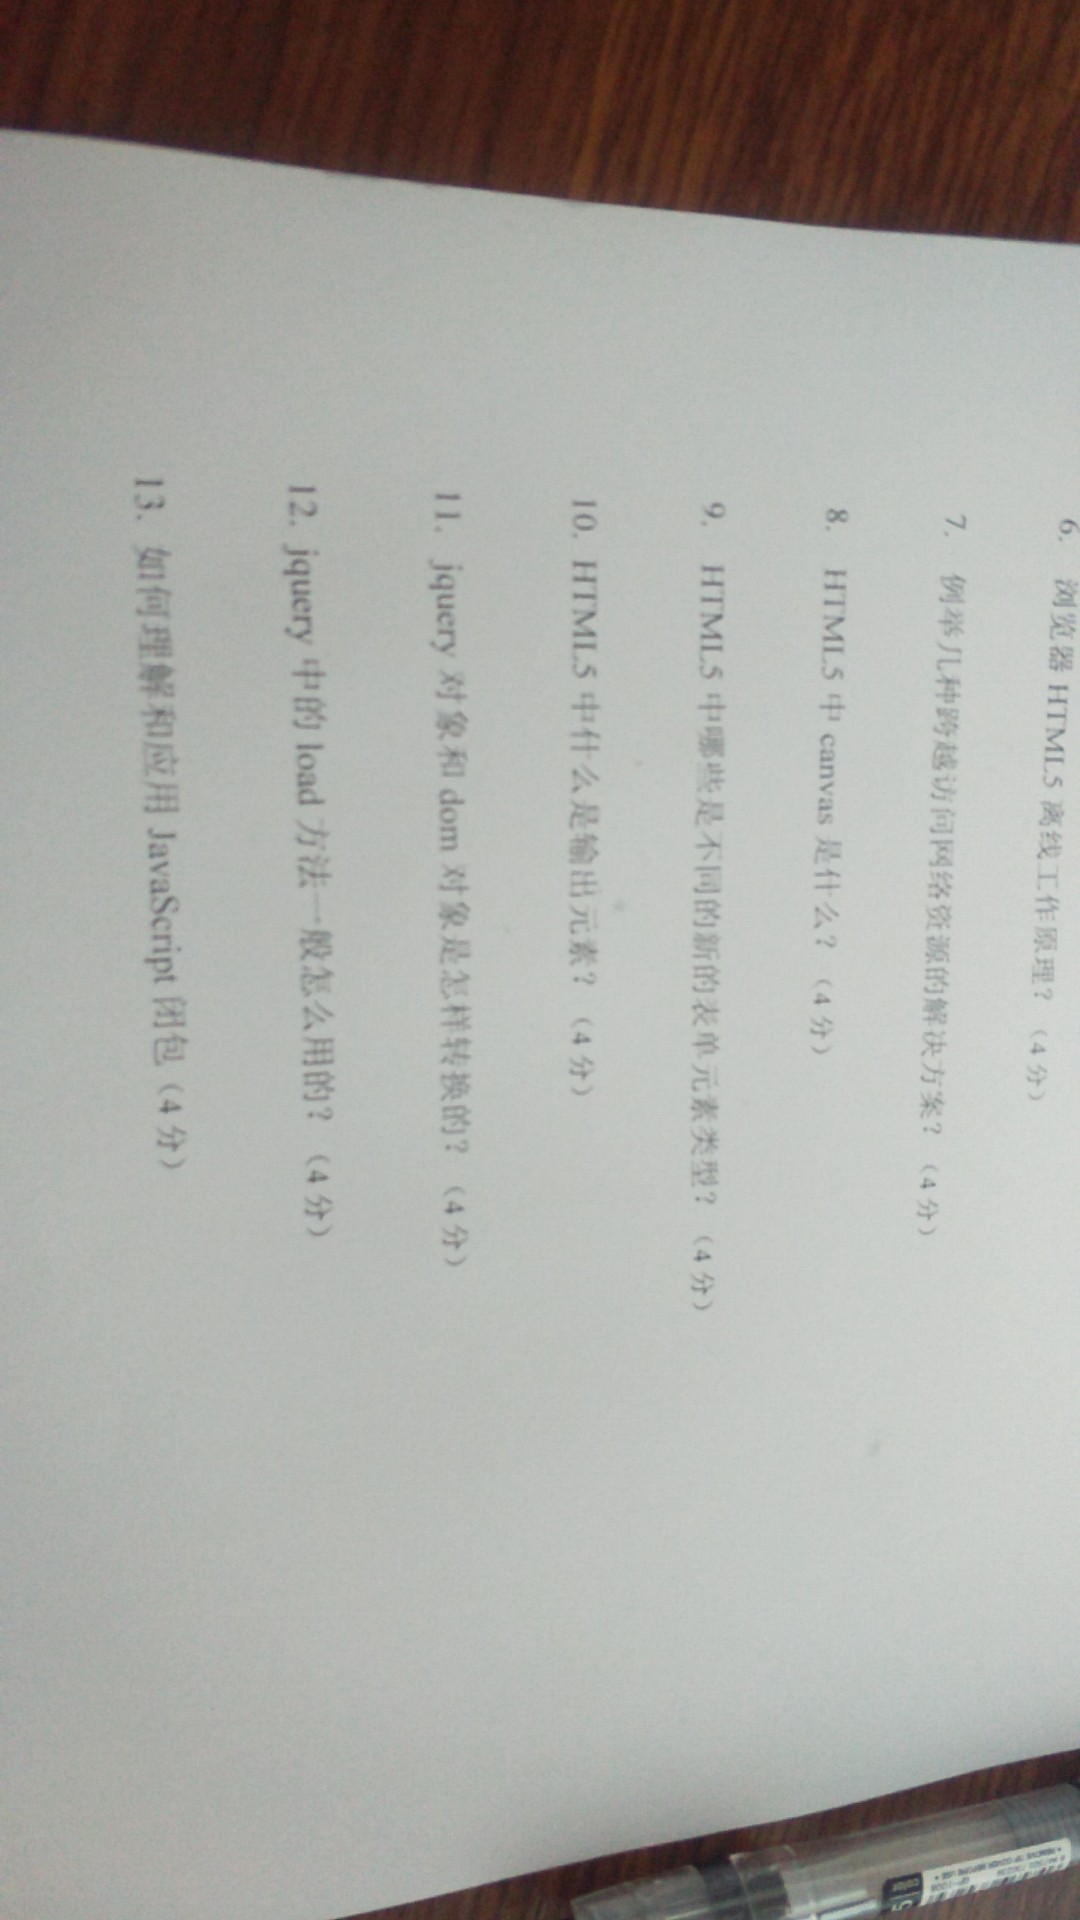 6. 浏览器 HTML5 离线工作原理？（4 分）
7. 例举几种跨越访问网络资源的解决方案？（4 分）
8. HTML5 中 canvas 是什么？（4 分）
9. HTML5 中哪些是不同的新的表单元素类型？（4 分）
10. HTML5 中什么是输出元素？（4 分）
11. jquery 对象和 dom 对象是怎样转换的？（4 分）
12. jquery 中的 load 方法一般怎么用的？（4 分）
13. 如何理解和应用 JavaScript 闭包（4 分）
color